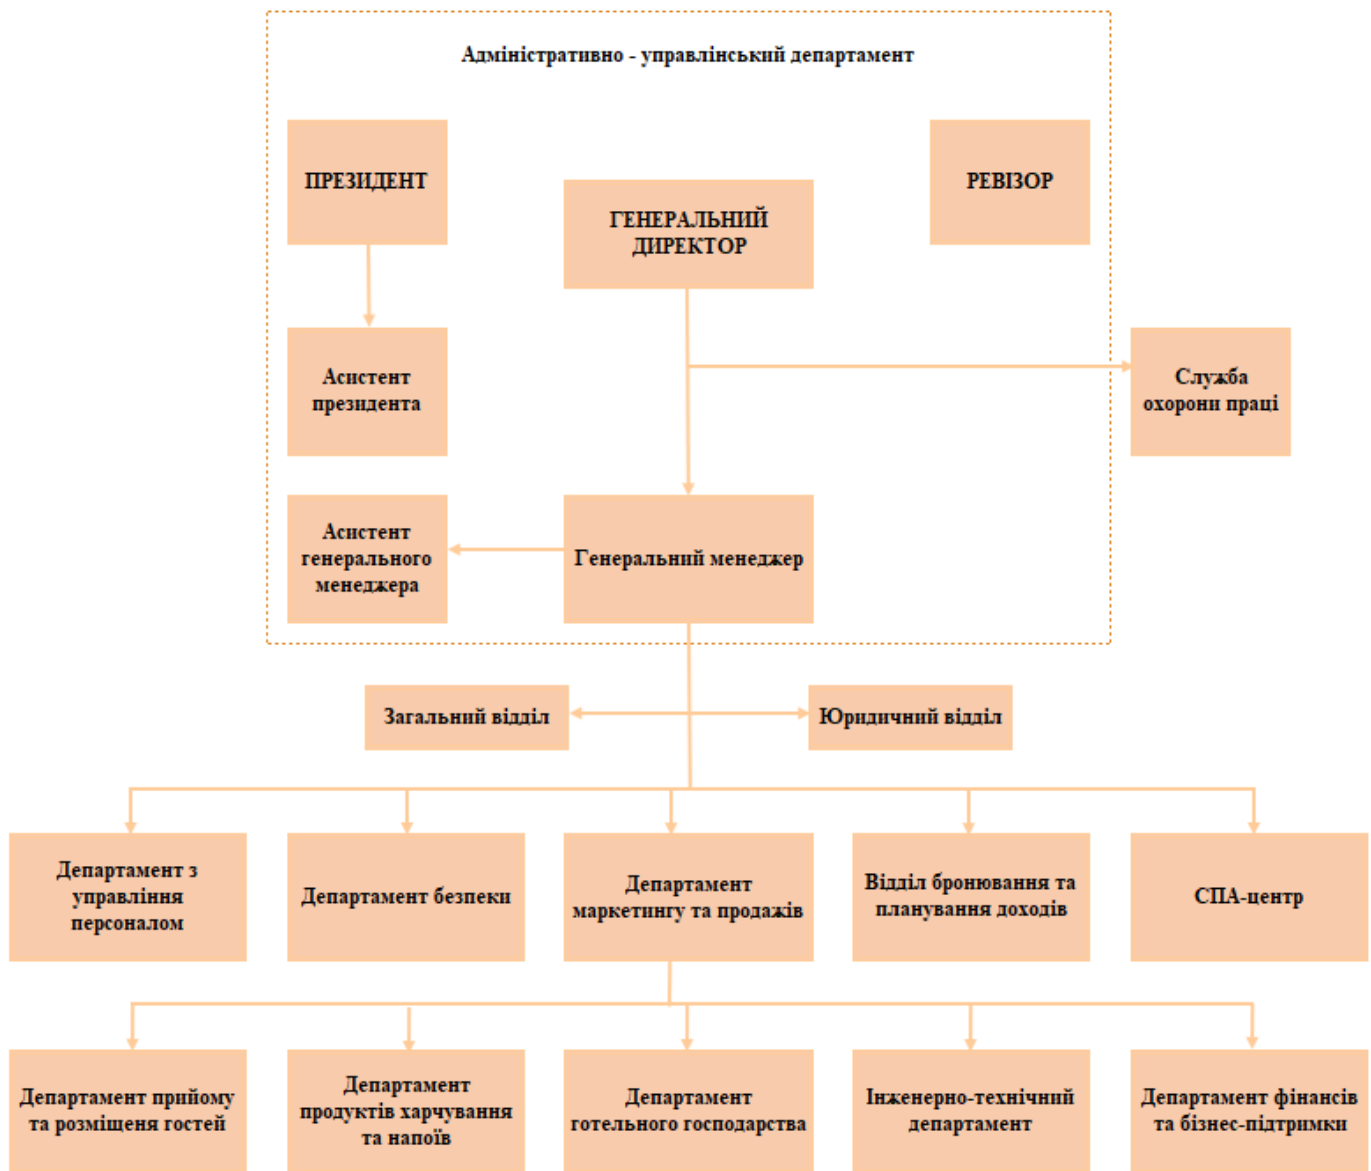 Адміністративно - управлінський департамент
ПРЕЗИДЕНТ
ГЕНЕРАЛЬНИЙ
ДИРЕКТОР
РЕВІЗОР
Асистент
президента
Служба
охорони праці
Асистент
генерального
менеджера
Генеральний менеджер
Загальний відділ
Юридичний відділ
Департамент з
управління
персоналом
Департамент безпеки
Департамент
маркетингу та продажів
Відділ бронювання та
планування доходів
СПА-центр
Департамент прийому
та розміщеня гостей
Департамент
продуктів харчування
та напоїв
Департамент
готельного господарства
Інженерно-технічний
департамент
Департамент фінансів
та бізнес-підтримки